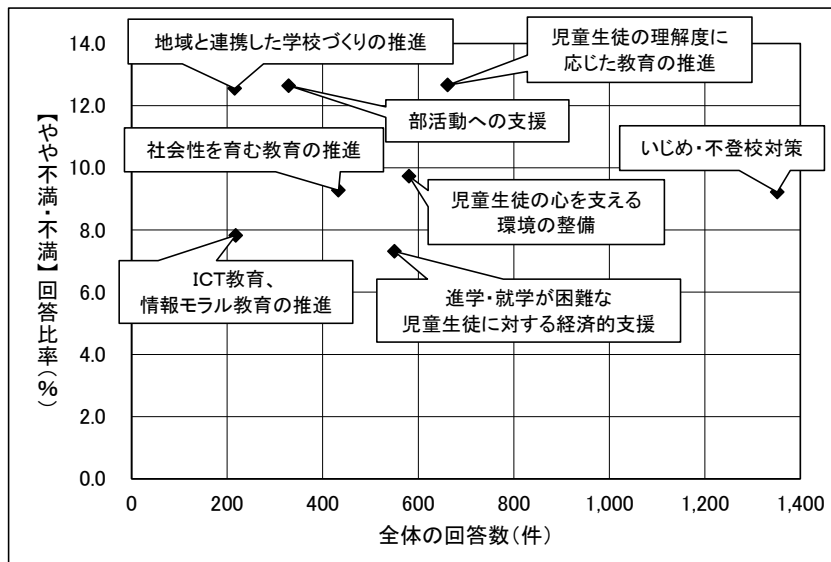 14.0
12.0
10.0
8.0
6.0
4.0
2.0
0.0
【やや不満・不満】回答比率(%)
地域と連携した学校づくりの推進
児童生徒の理解度に
応じた教育の推進
部活動への支援
社会性を育む教育の推進
いじめ・不登校対策
児童生徒の心を支える
環境の整備
ICT教育、
情報モラル教育の推進
進学・就学が困難な
児童生徒に対する経済的支援
0
200
400
600
800
1,000
1,200
1,400
全体の回答数(件)